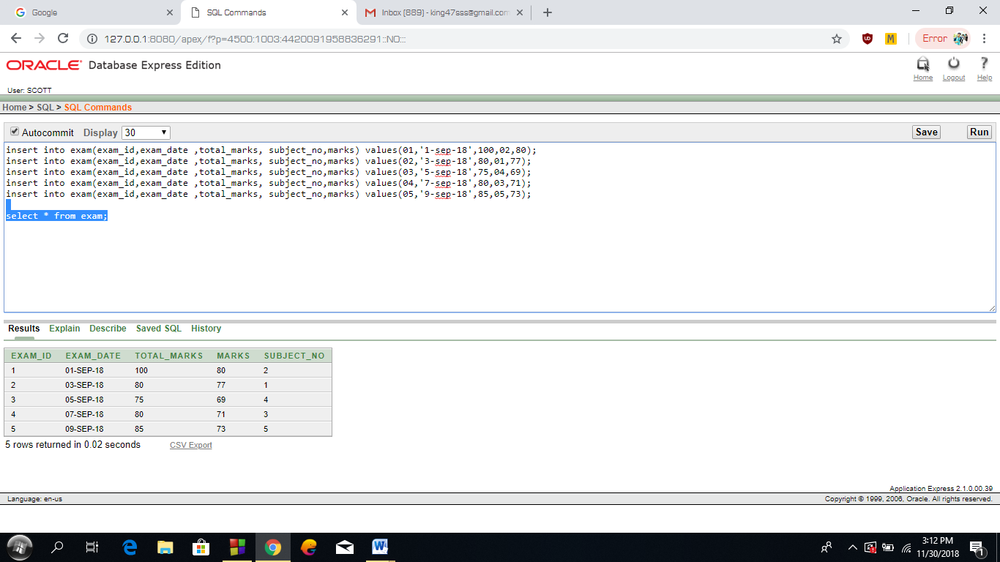 Google
SQL Commands
Inbox (889) - king47sss@gmail.com
127.0.0.1:8080/apex/f?p=4500:1003:4420091958836291::NO:::
Error
ORACLE Database Express Edition
Home Logout Help
User: SCOTT
Home > SQL > SQL Commands
Autocommit Display 30 Save Run
insert into exam(exam_id,exam_date ,total_marks, subject_no,marks) values(01,'1-sep-18',100,02,80);
insert into exam(exam_id,exam_date ,total_marks, subject_no,marks) values(02,'3-sep-18',80,01,77);
insert into exam(exam_id,exam_date ,total_marks, subject_no,marks) values(03,'5-sep-18',75,04,69);
insert into exam(exam_id,exam_date ,total_marks, subject_no,marks) values(04,'7-sep-18',80,03,71);
insert into exam(exam_id,exam_date ,total_marks, subject_no,marks) values(05,'9-sep-18',85,05,73);
select * from exam;
Results Explain Describe Saved SQL History
EXAM_ID EXAM_DATE TOTAL_MARKS MARKS SUBJECT_NO
1 01-SEP-18 100 80 2
2 03-SEP-18 80 77 1
3 05-SEP-18 75 69 4
4 07-SEP-18 80 71 3
5 09-SEP-18 85 73 5
5 rows returned in 0.02 seconds CSV Export
Application Express 2.1.0.00.39
Language: en-us Copyright © 1999, 2006, Oracle. All rights reserved.
3:12 PM
11/30/2018
1